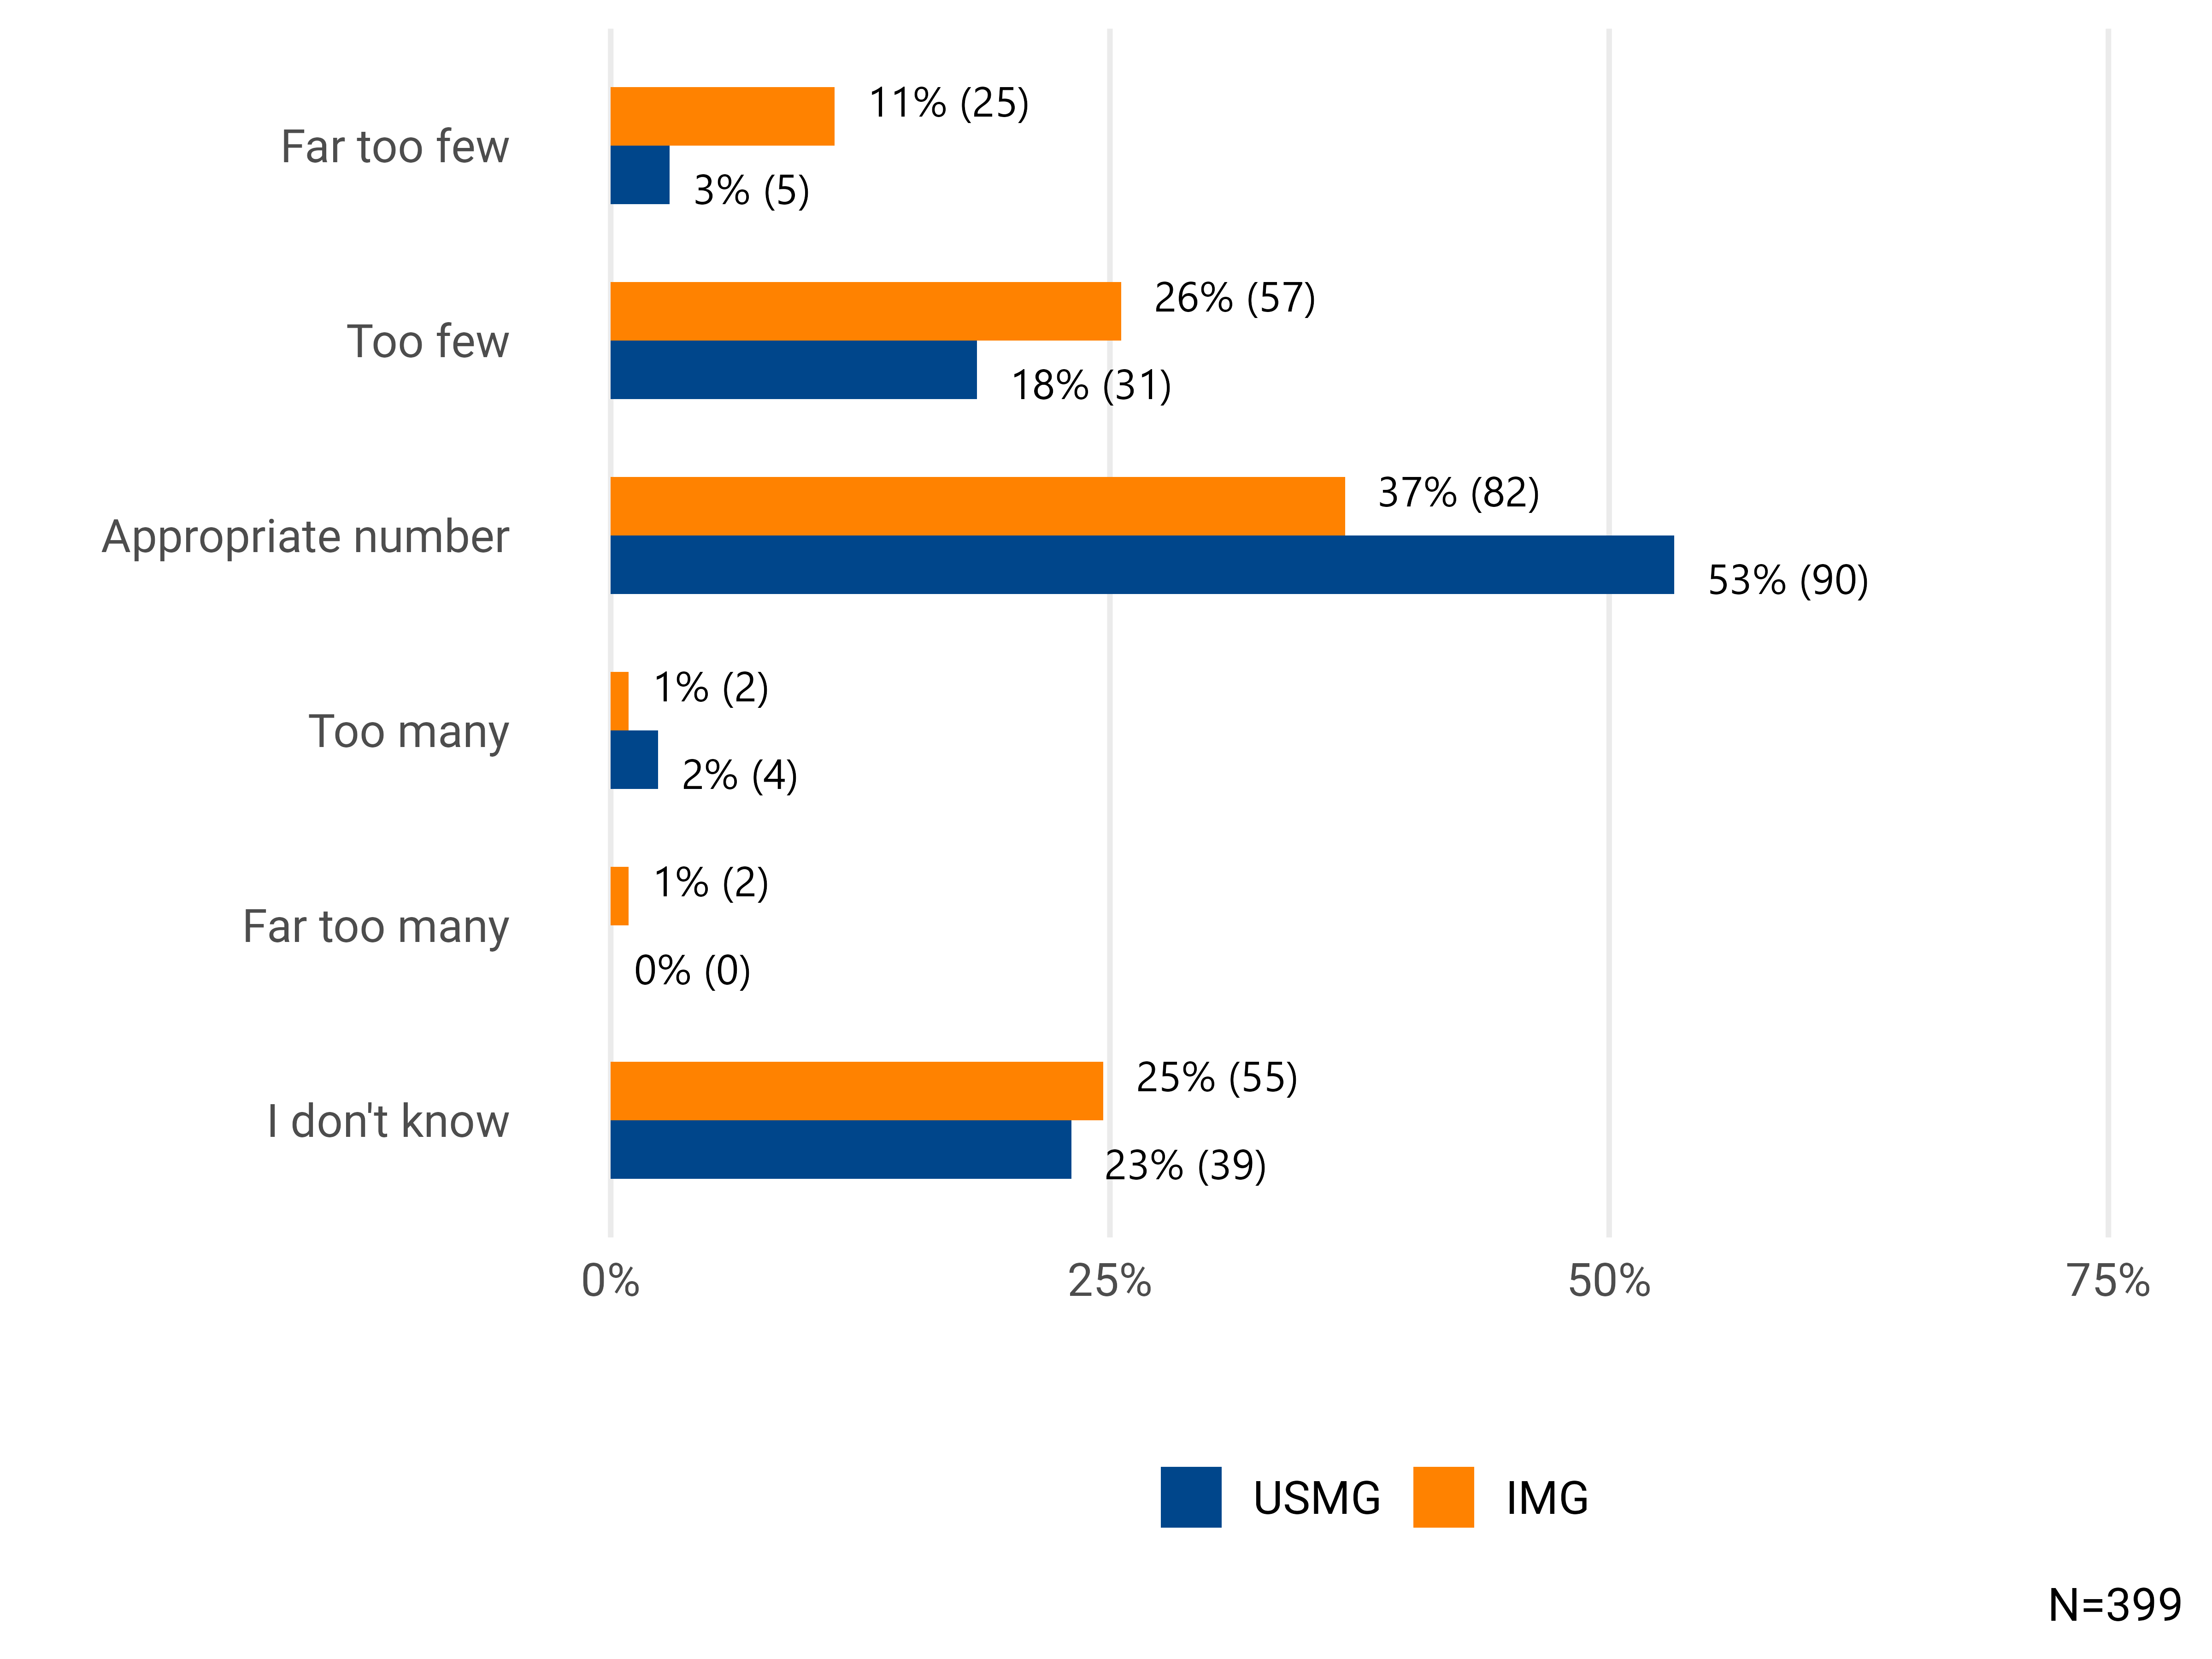 11% (25)
Far too few
3% (5)
26% (57)
Too few
18% (31)
37% (82)
Appropriate number
53% (90)
1% (2)
Too many
2% (4)
1% (2)
Far too many
0% (0)
25% (55)
I don't know
23% (39)
0% 25% 50% 75%
USMG IMG
N=399